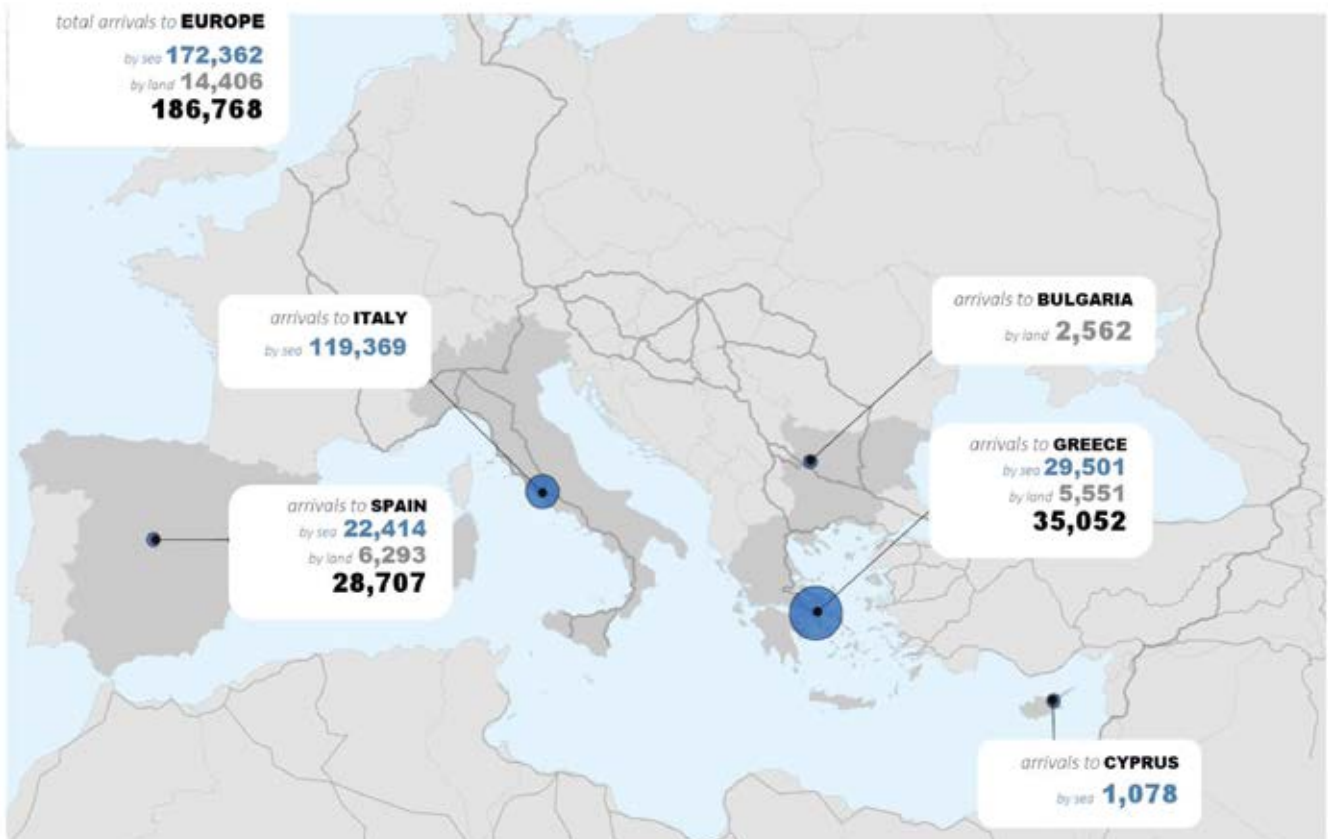 total arrivals to EUROPE
by sea 172,362
by land 14,406
186,768
arrivals to ITALY
by sea 119,369
arrivals to BULGARIA
by land 2,562
arrivals to GREECE
by sea 29,501
by land 5,551
35,052
arrivals to SPAIN
by sea 22,414
by land 6,293
28,707
arrivals to CYPRUS
by sea 1,078